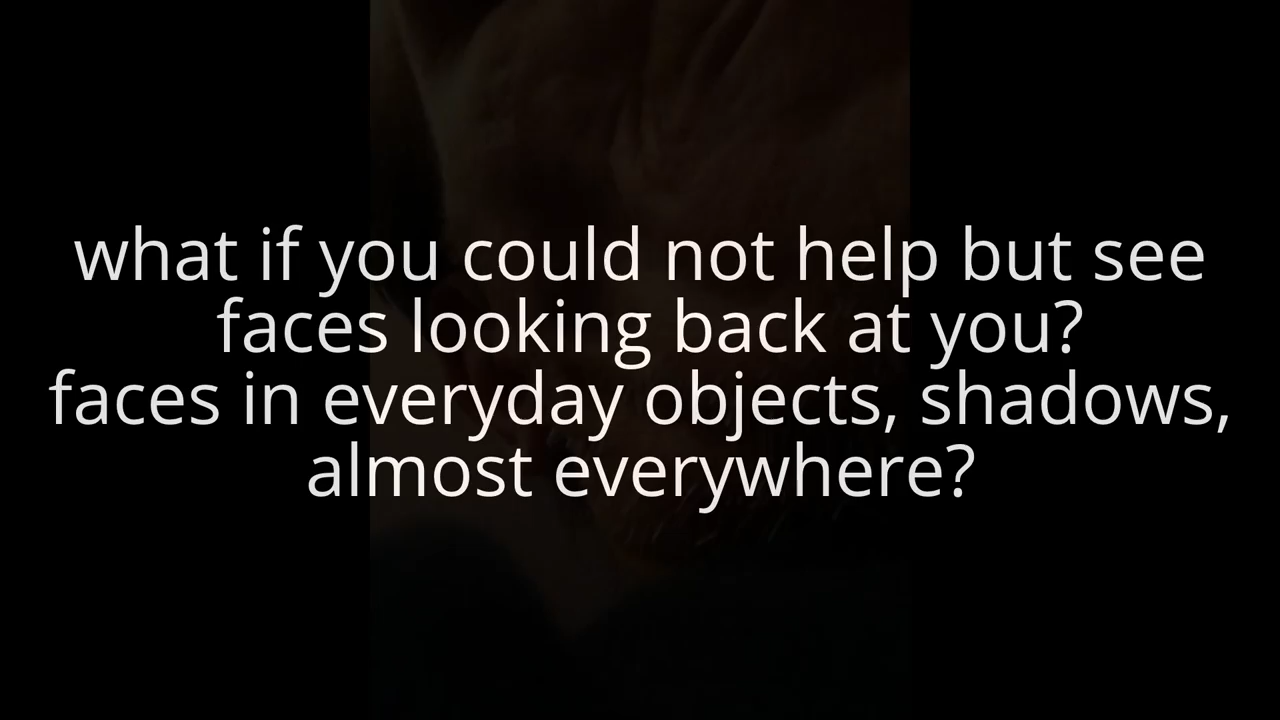 what if you could not help but see
faces looking back at you?
faces in everyday objects, shadows,
almost everywhere?